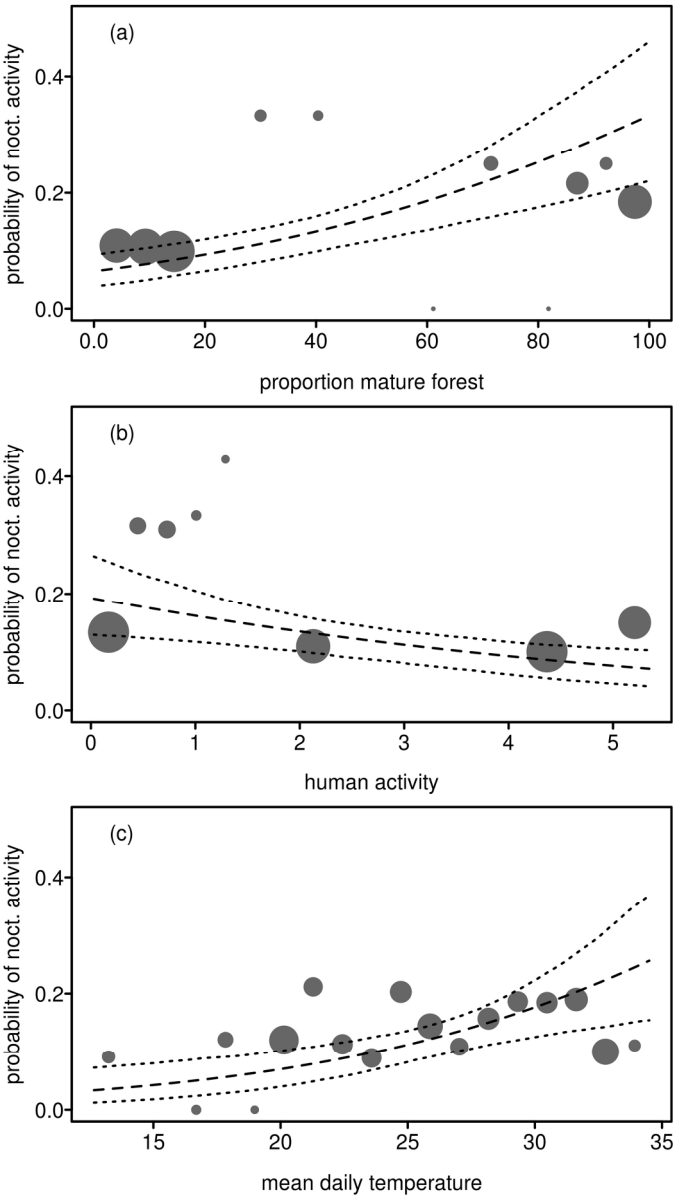 (a)
probability of noct. activity
0.4
0.2
0.0
0.0 20 40 60 80 100
proportion mature forest
(b)
probability of noct. activity
0.4
0.2
0.0
0 1 2 3 4 5
human activity
(c)
probability of noct. activity
0.4
0.2
0.0
15 20 25 30 35
mean daily temperature